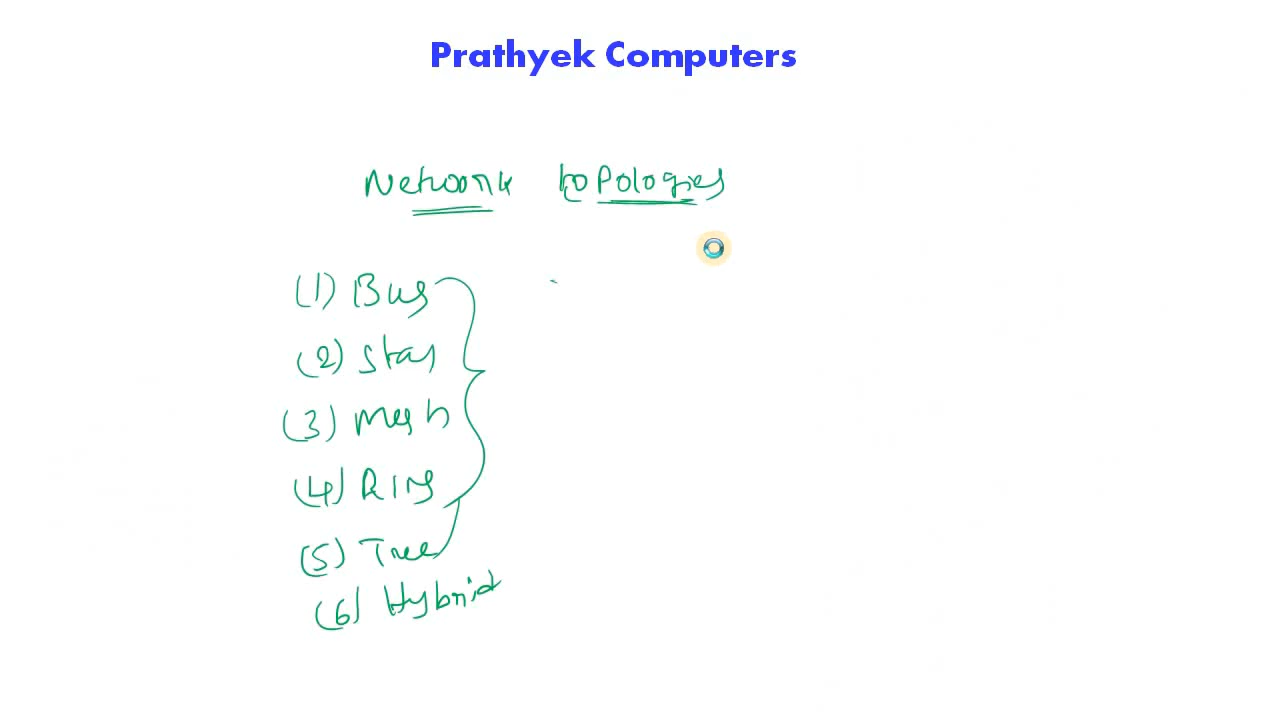 Prathyek Computers
Network topologies
(1) Bus
(2) Star
(3) Mesh
(4) Ring
(5) Tree
(6) Hybrid